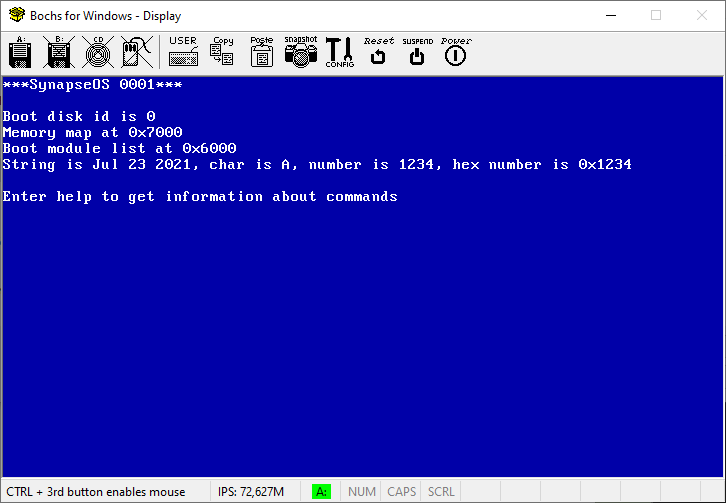 Bochs for Windows - Display
A: B: CD USER Copy Paste snapshot CONFIG Reset SUSPEND Power
***SynapseOS 0001***
Boot disk id is 0
Memory map at 0x7000
Boot module list at 0x6000
String is Jul 23 2021, char is A, number is 1234, hex number is 0x1234
Enter help to get information about commands
CTRL + 3rd button enables mouse IPS: 72,627M A: NUM CAPS SCRL